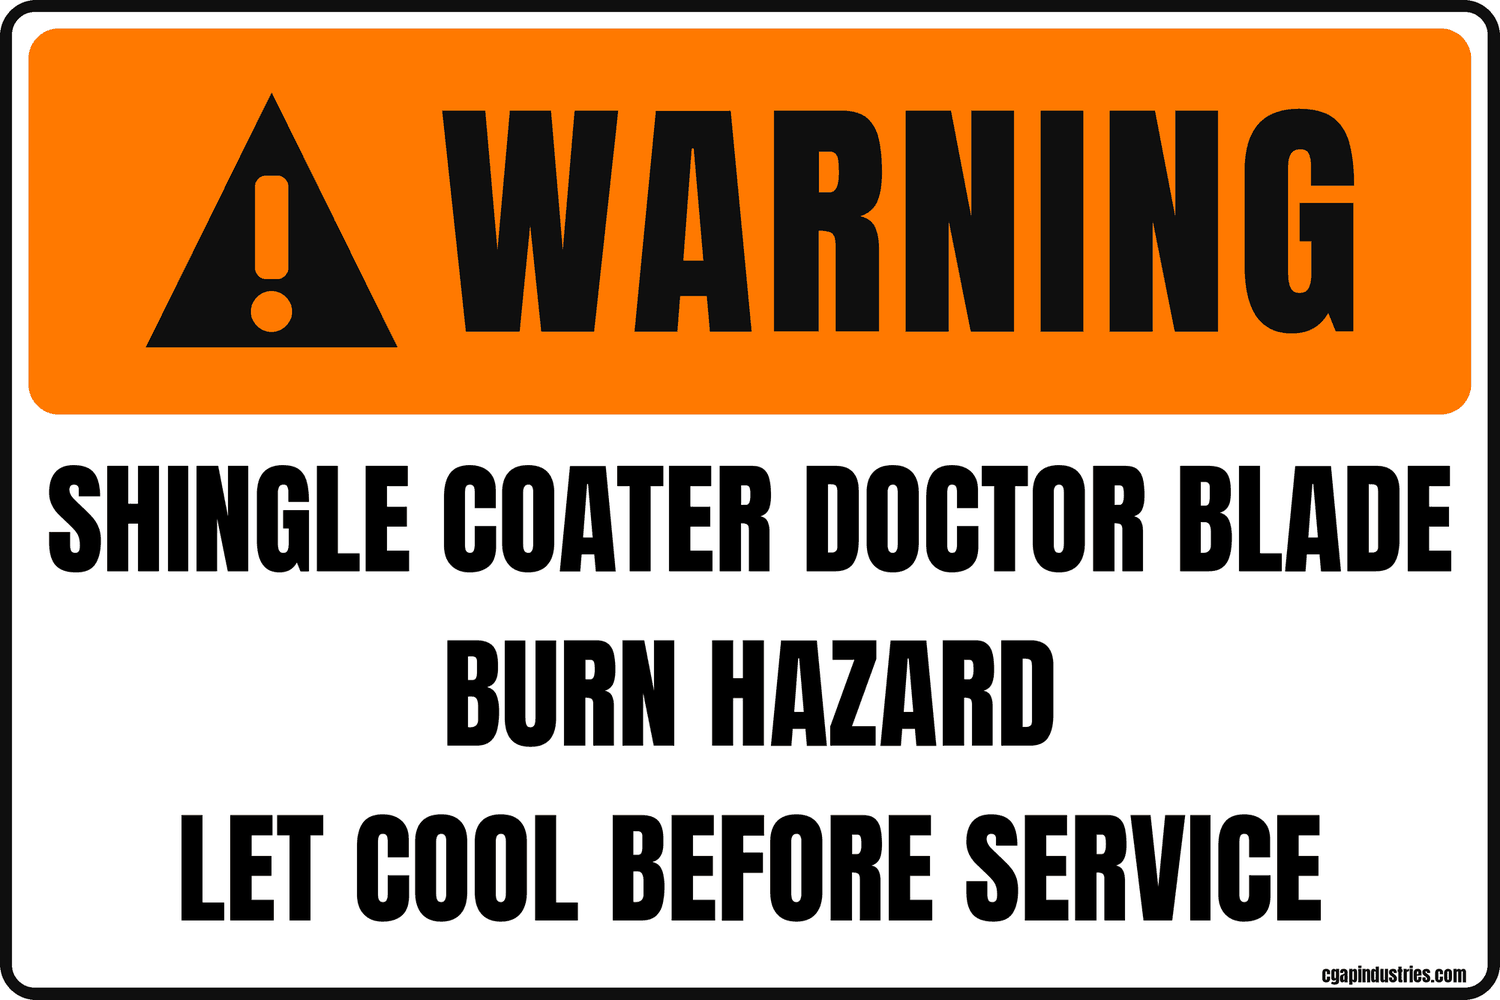 WARNING
SHINGLE COATER DOCTOR BLADE
BURN HAZARD
LET COOL BEFORE SERVICE
cgapindustries.com